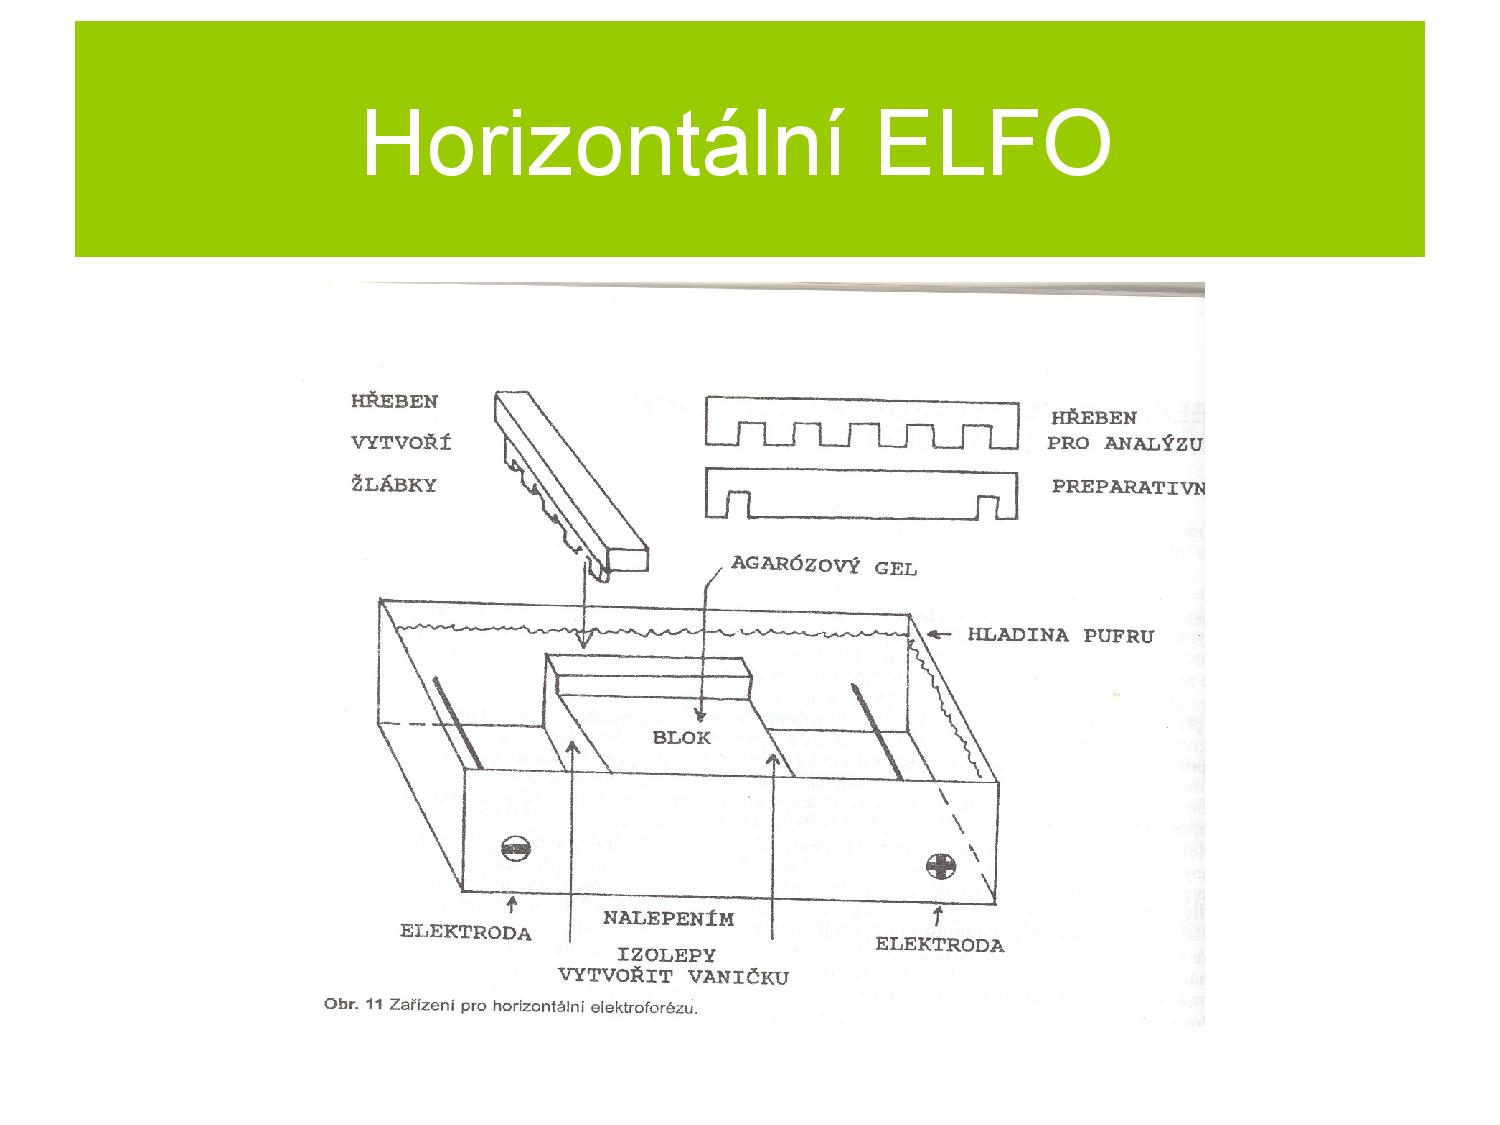 Horizontální ELFO
HŘEBEN
VYTVOŘÍ
ŽLÁBKY
HŘEBEN
PRO ANALÝZU
PREPARATIVN
AGARÓZOVÝ GEL
HLADINA PUFRU
BLOK
ELEKTRODA
NALEPENÍM
IZOLEPY
VYTVOŘIT VANIČKU
ELEKTRODA
Obr. 11 Zařízení pro horizontální elektroforézu.